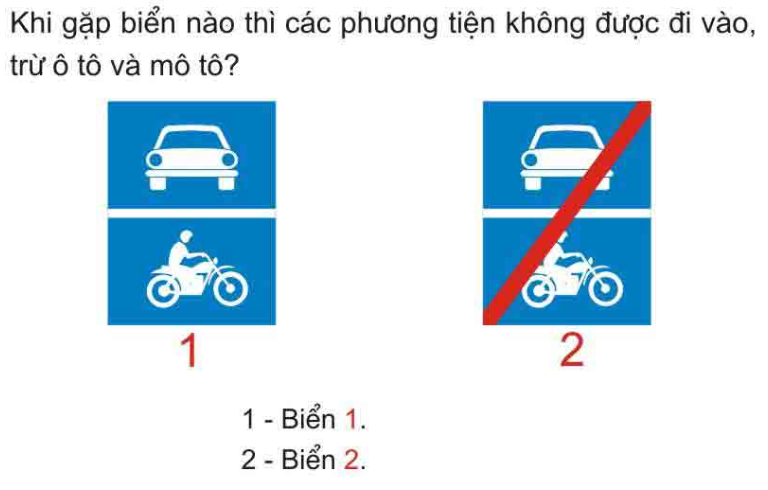 Khi gặp biển nào thì các phương tiện không được đi vào,
trừ ô tô và mô tô?
1
2
1 - Biển 1.
2 - Biển 2.